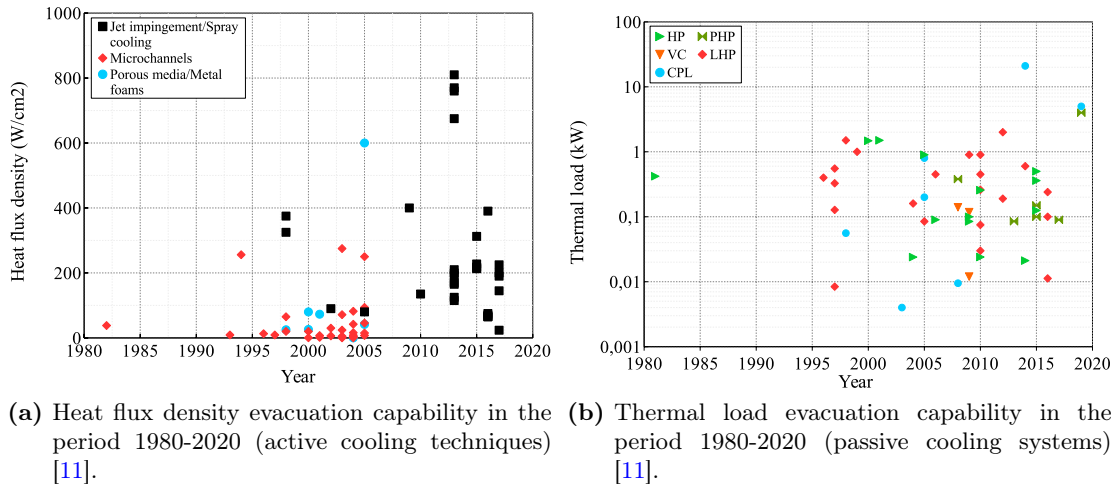 1000
800
600
400
200
0
Heat flux density (W/cm2)
Jet impingement/Spray
cooling
Microchannels
Porous media/Metal
foams
1980 1985 1990 1995 2000 2005 2010 2015 2020
Year
(a) Heat flux density evacuation capability in the
period 1980-2020 (active cooling techniques)
[11].
100
10
1
0,1
0,01
0,001
Thermal load (kW)
HP PHP
VC LHP
CPL
1980 1985 1990 1995 2000 2005 2010 2015 2020
Year
(b) Thermal load evacuation capability in the
period 1980-2020 (passive cooling systems)
[11].